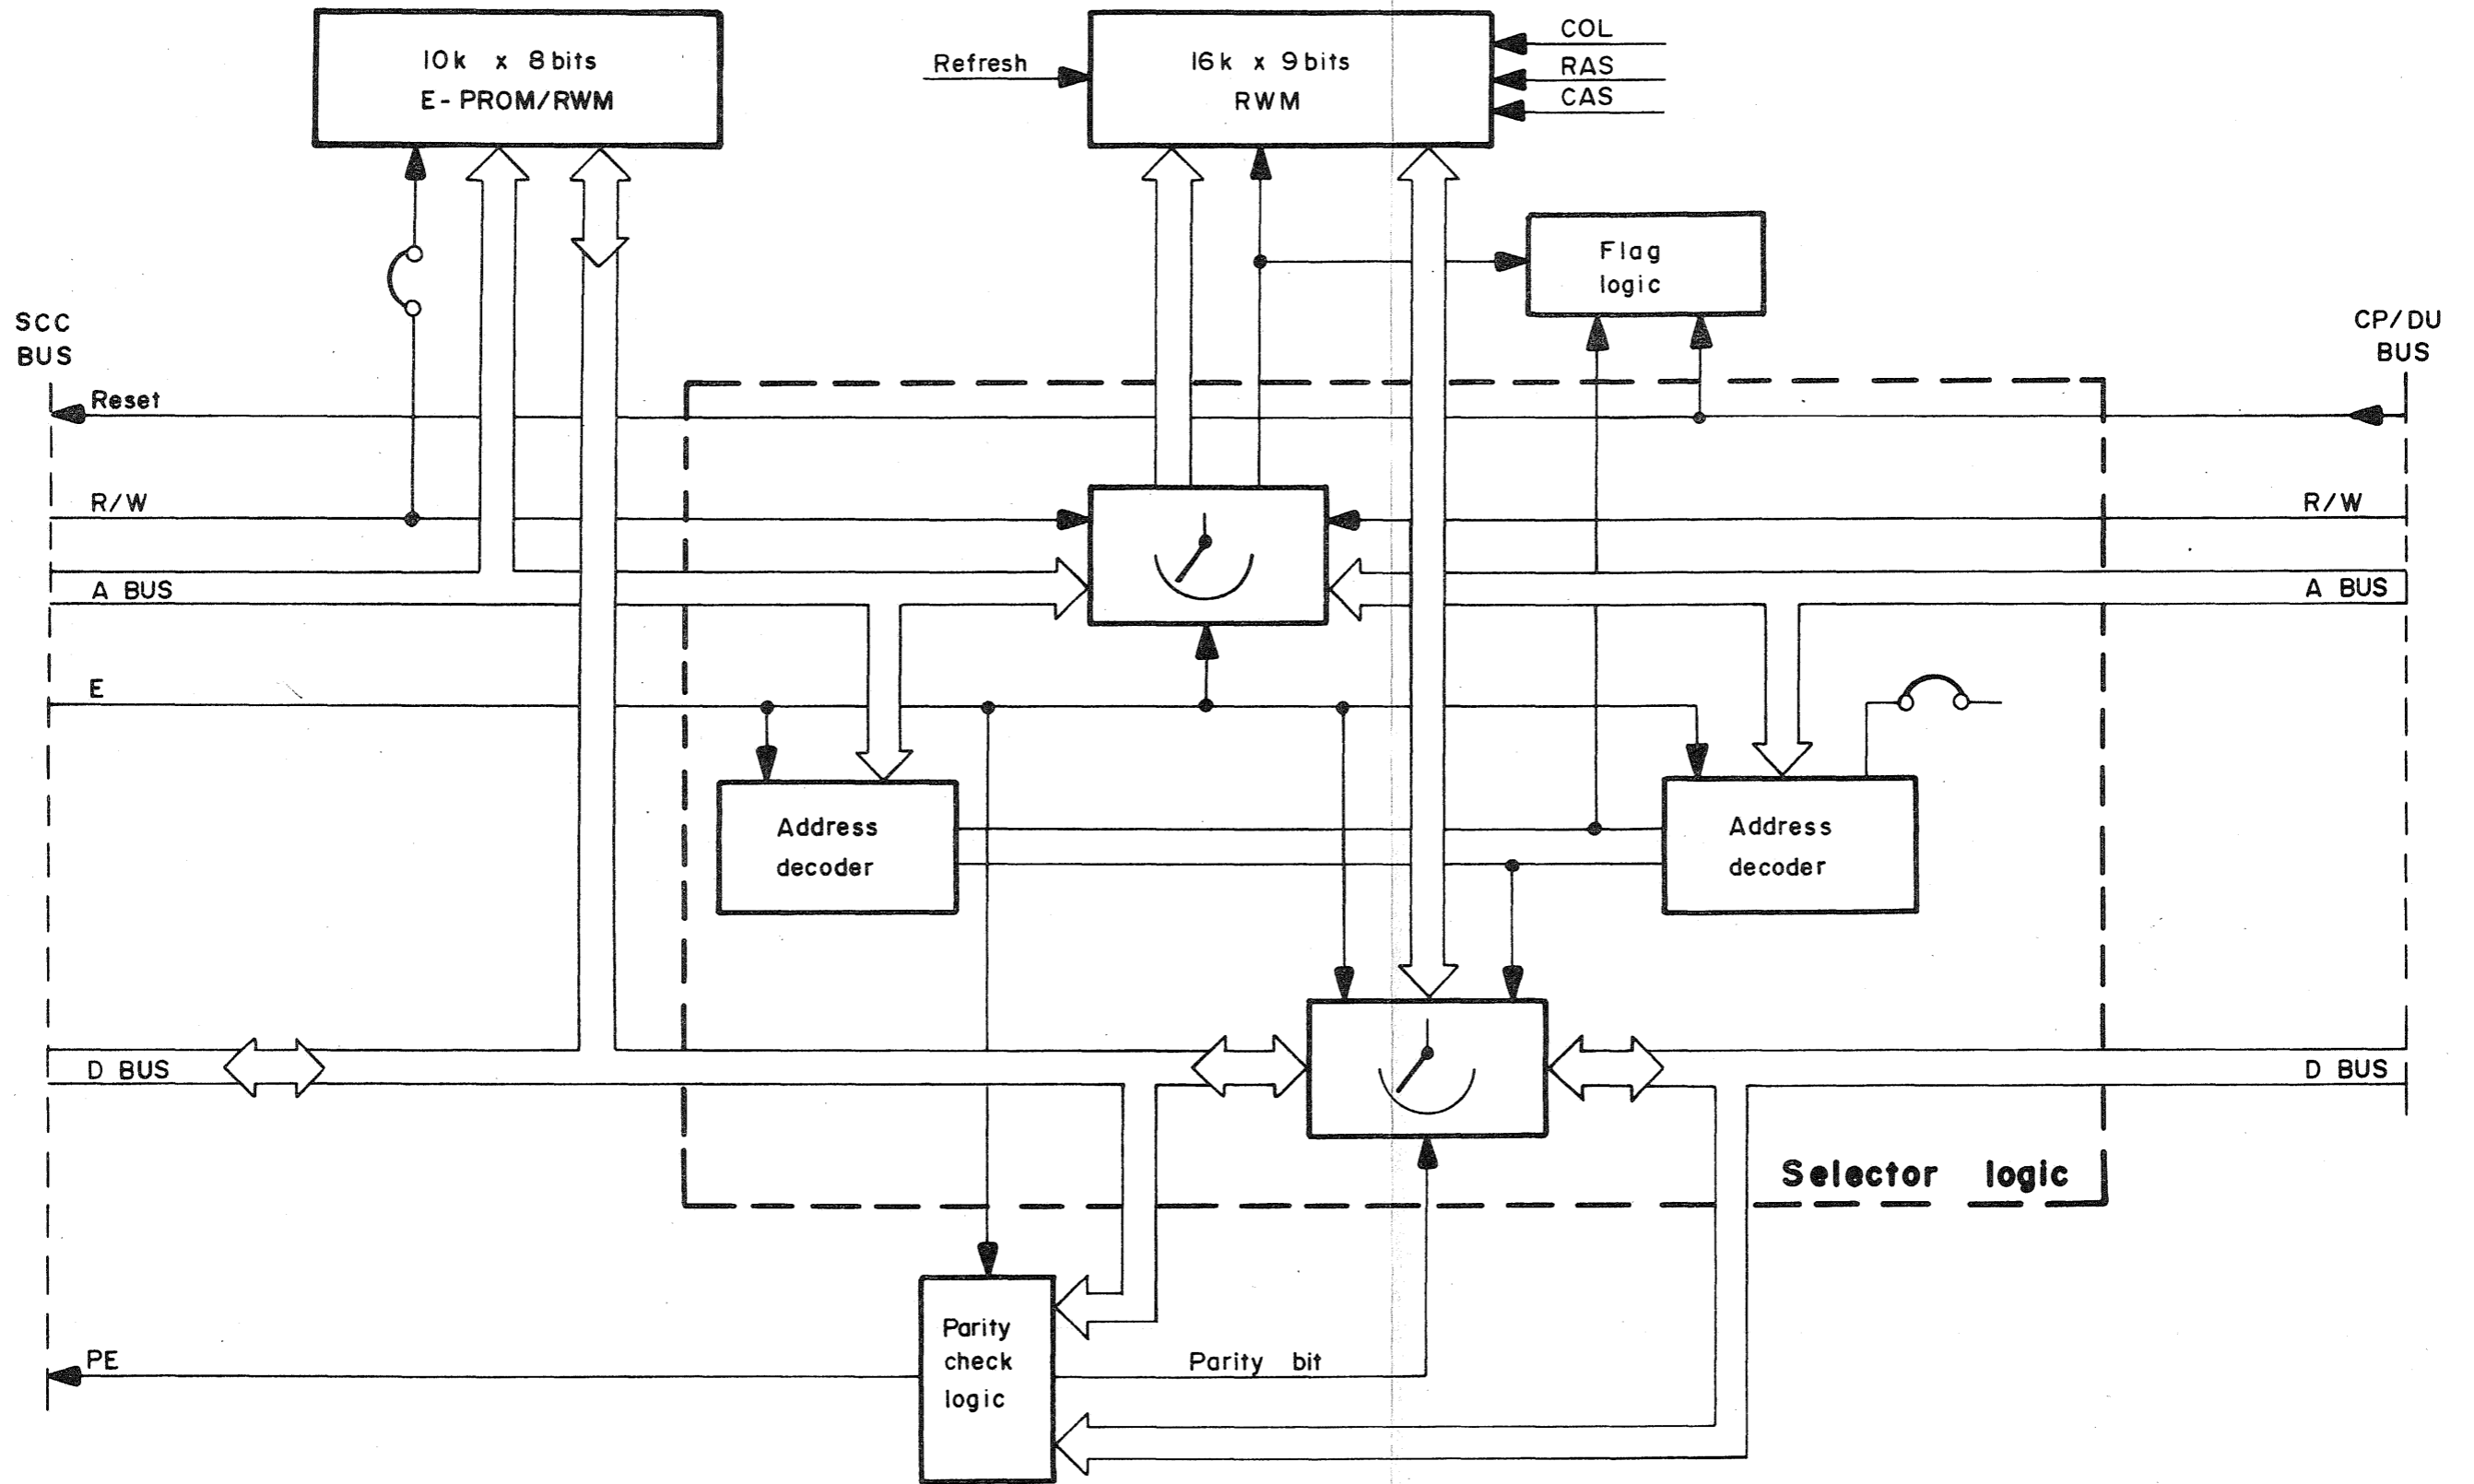 10k x 8bits
E-PROM/RWM
Refresh
16k x 9bits
RWM
COL
RAS
CAS
Flag
logic
SCC
BUS
CP/DU
BUS
Reset
R/W
R/W
A BUS
A BUS
E
Address
decoder
Address
decoder
D BUS
D BUS
Selector logic
Parity
check
logic
PE
Parity bit